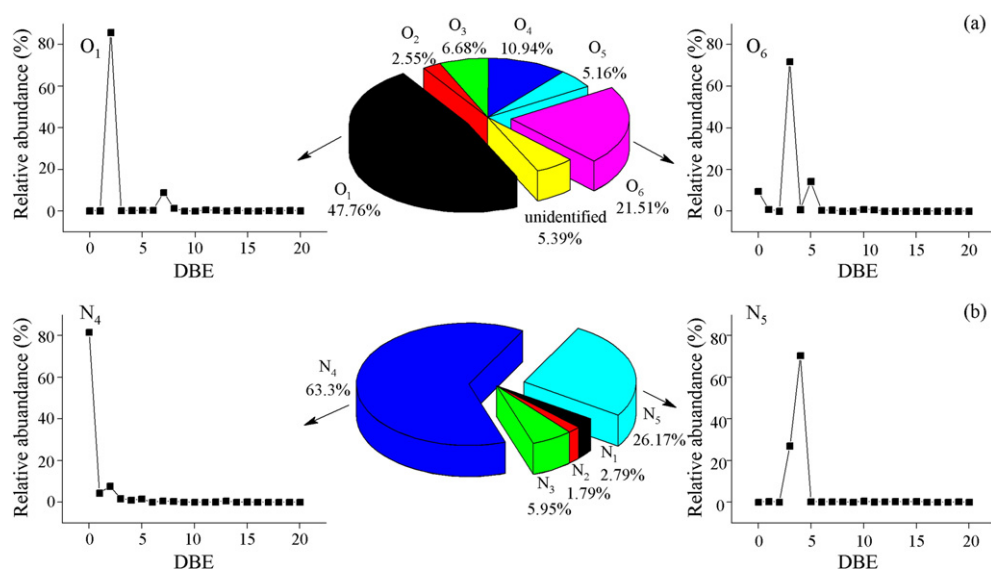 (a)
O1
Relative abundance (%)
80
60
40
20
0
0 5 10 15 20
DBE
O2
2.55%
O3
6.68%
O4
10.94%
O5
5.16%
O1
47.76%
unidentified
5.39%
O6
21.51%
O6
Relative abundance (%)
80
60
40
20
0
0 5 10 15 20
DBE
(b)
N4
Relative abuandance (%)
80
60
40
20
0
0 5 10 15 20
DBE
N4
63.3%
N3
5.95%
N2
1.79%
N1
2.79%
N5
26.17%
N5
Relative abundance (%)
80
60
40
20
0
0 5 10 15 20
DBE